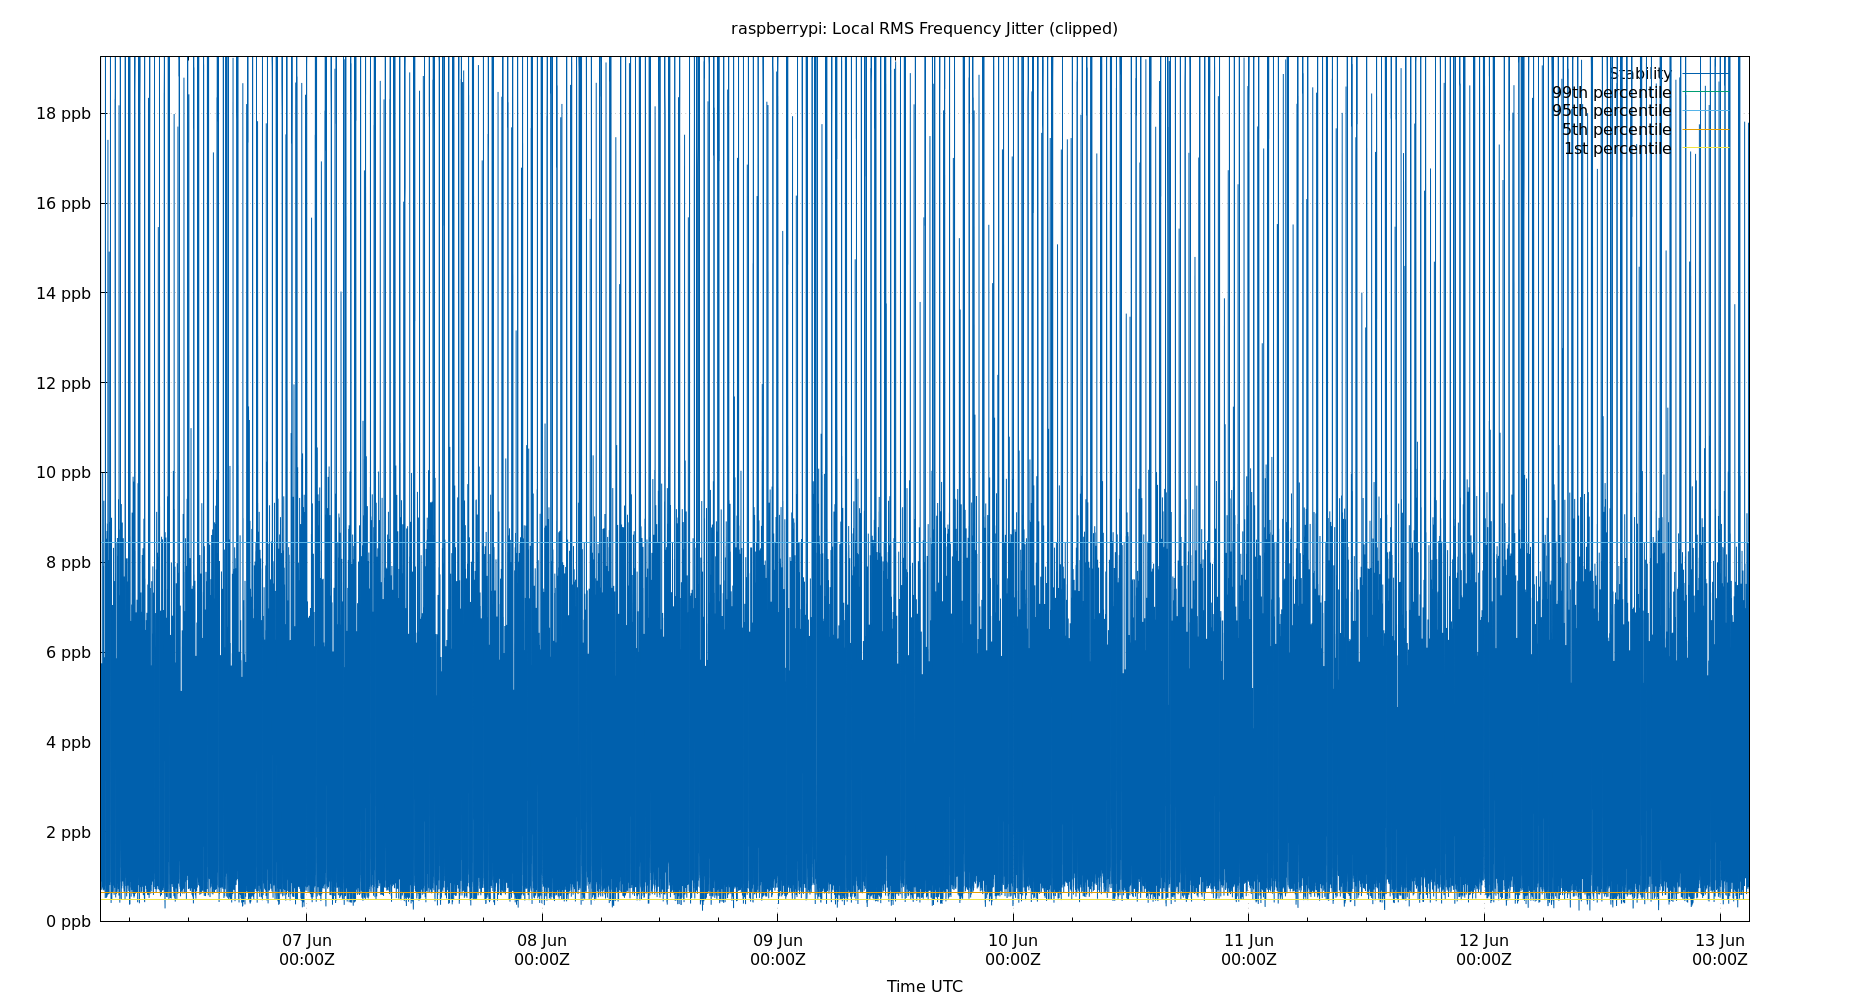 raspberrypi: Local RMS Frequency Jitter (clipped)
Stability
99th percentile
95th percentile
5th percentile
1st percentile
18 ppb
16 ppb
14 ppb
12 ppb
10 ppb
8 ppb
6 ppb
4 ppb
2 ppb
0 ppb
07 Jun 08 Jun 09 Jun 10 Jun 11 Jun 12 Jun 13 Jun
00:00Z 00:00Z 00:00Z 00:00Z 00:00Z 00:00Z 00:00Z
Time UTC